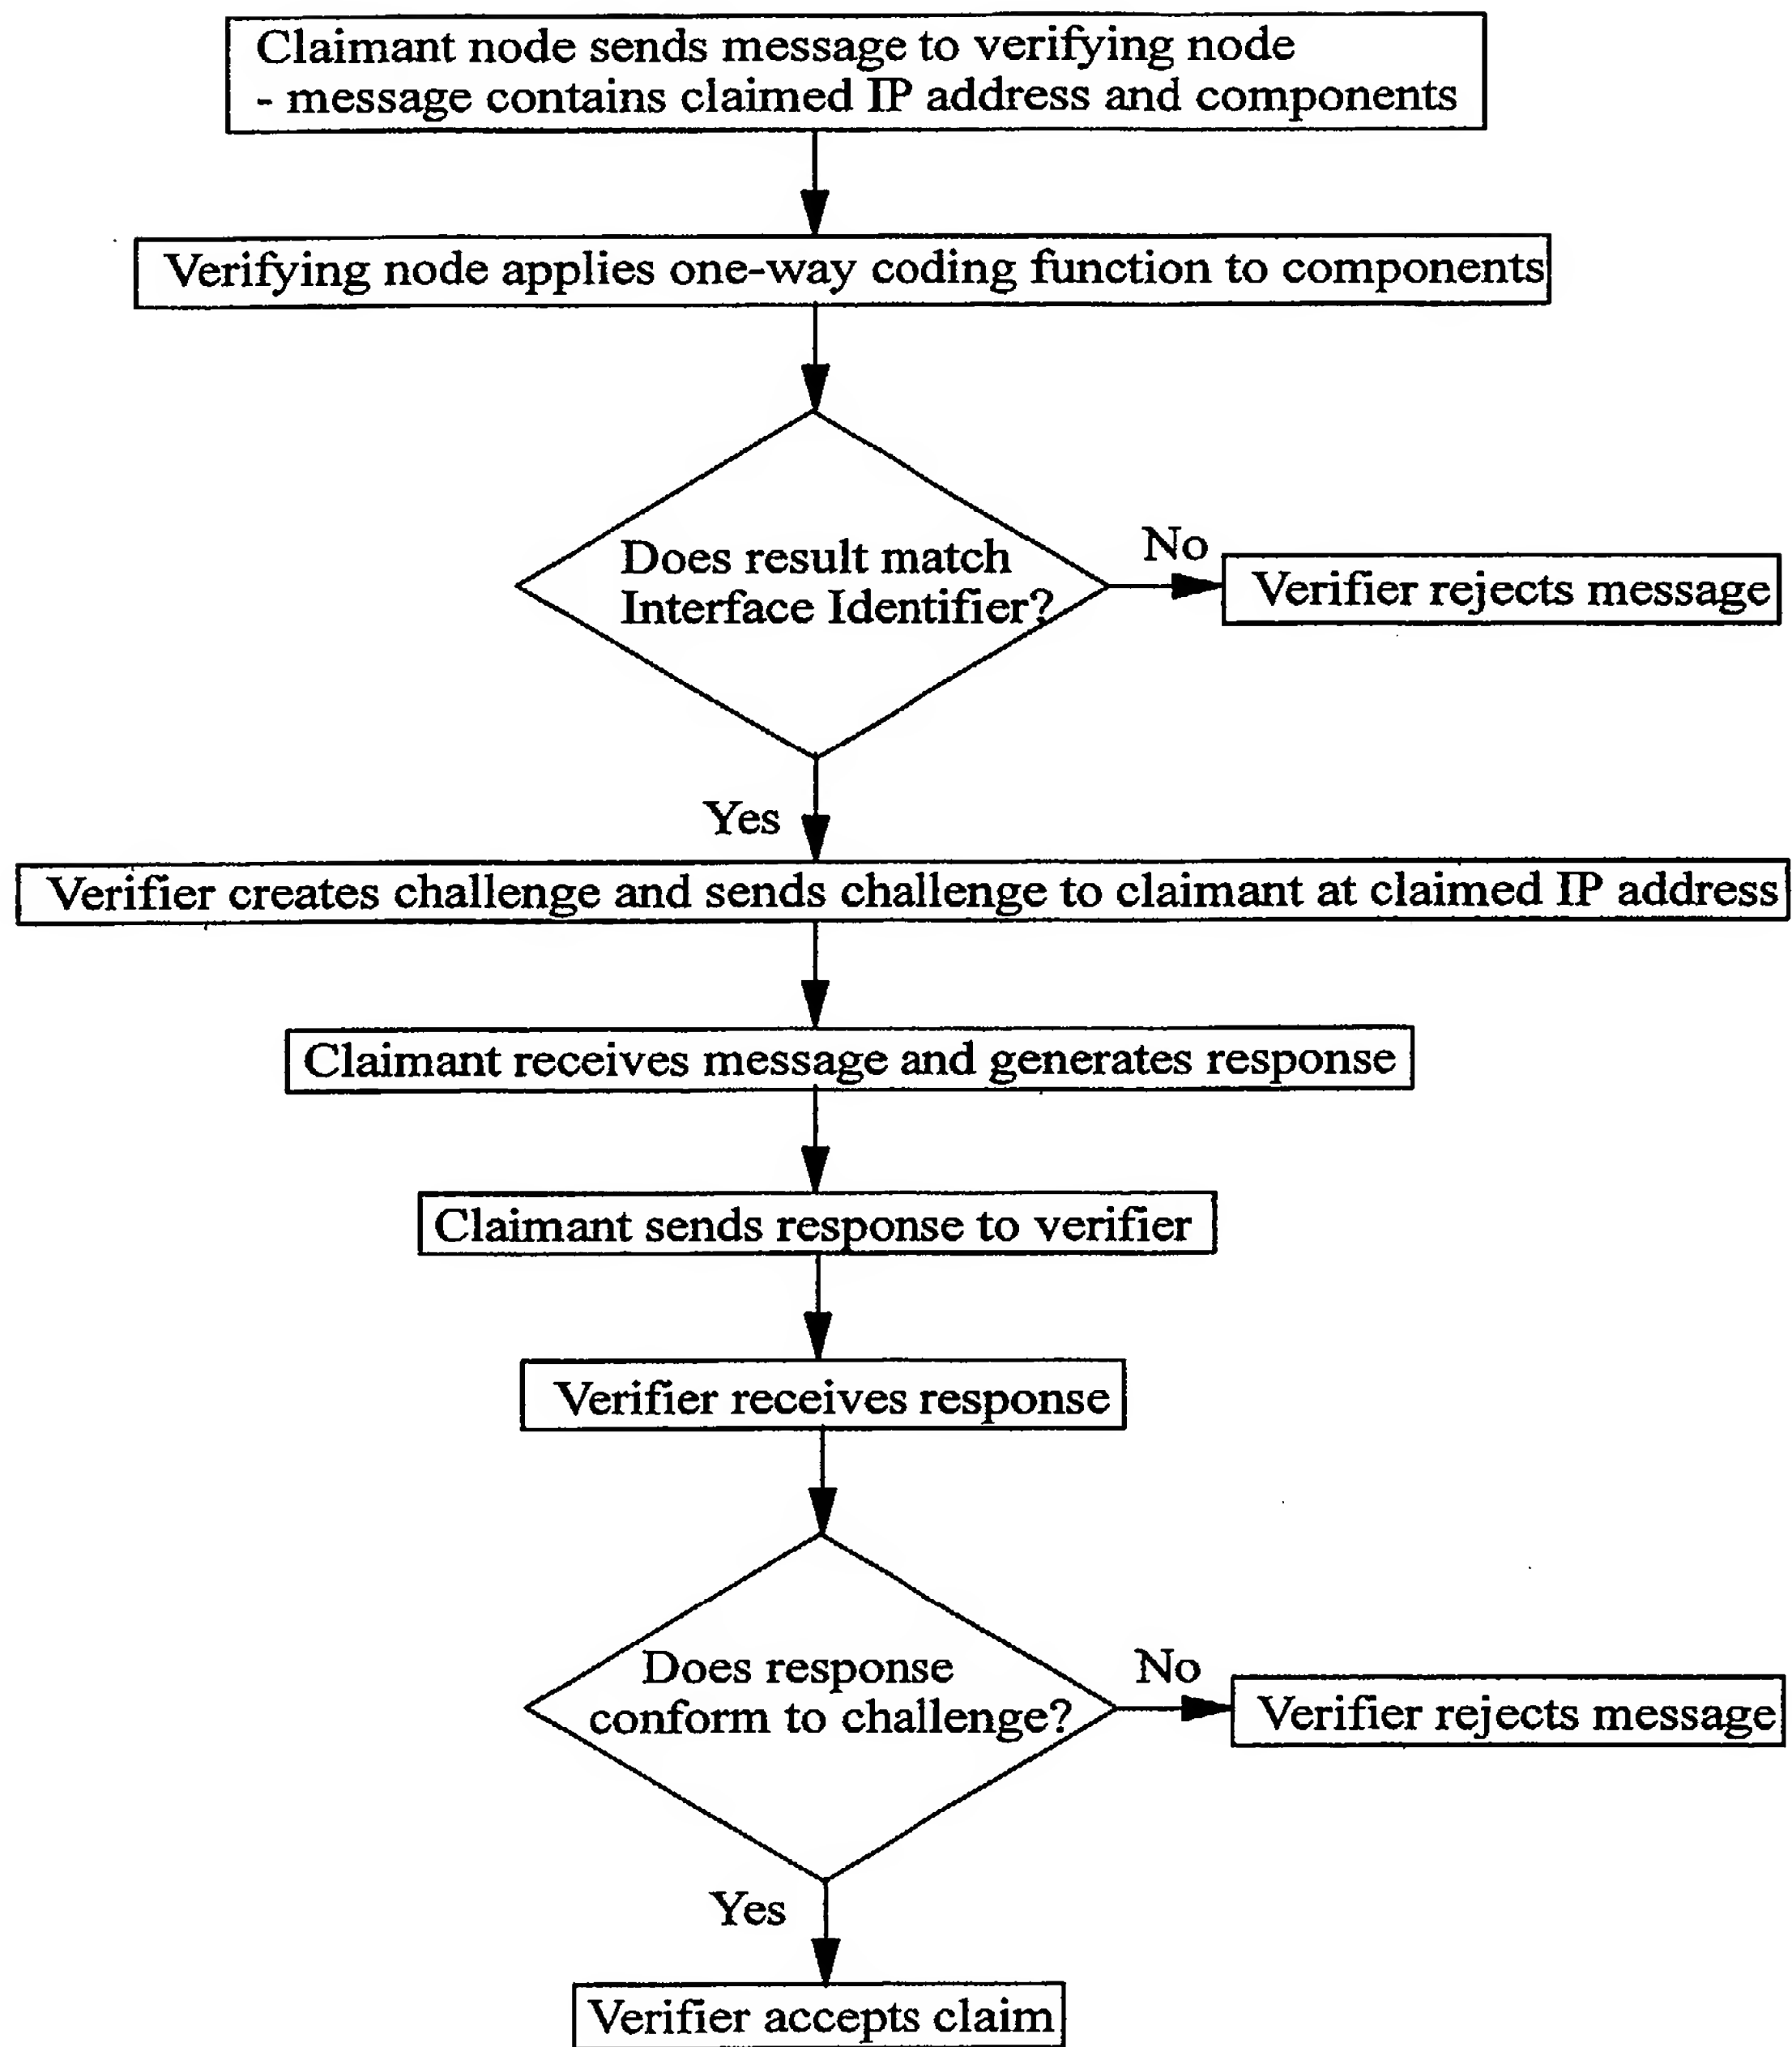 Claimant node sends message to verifying node
- message contains claimed IP address and components
Verifying node applies one-way coding function to components
Does result match
Interface Identifier?
No
Verifier rejects message
Yes
Verifier creates challenge and sends challenge to claimant at claimed IP address
Claimant receives message and generates response
Claimant sends response to verifier
Verifier receives response
Does response
conform to challenge?
No
Verifier rejects message
Yes
Verifier accepts claim